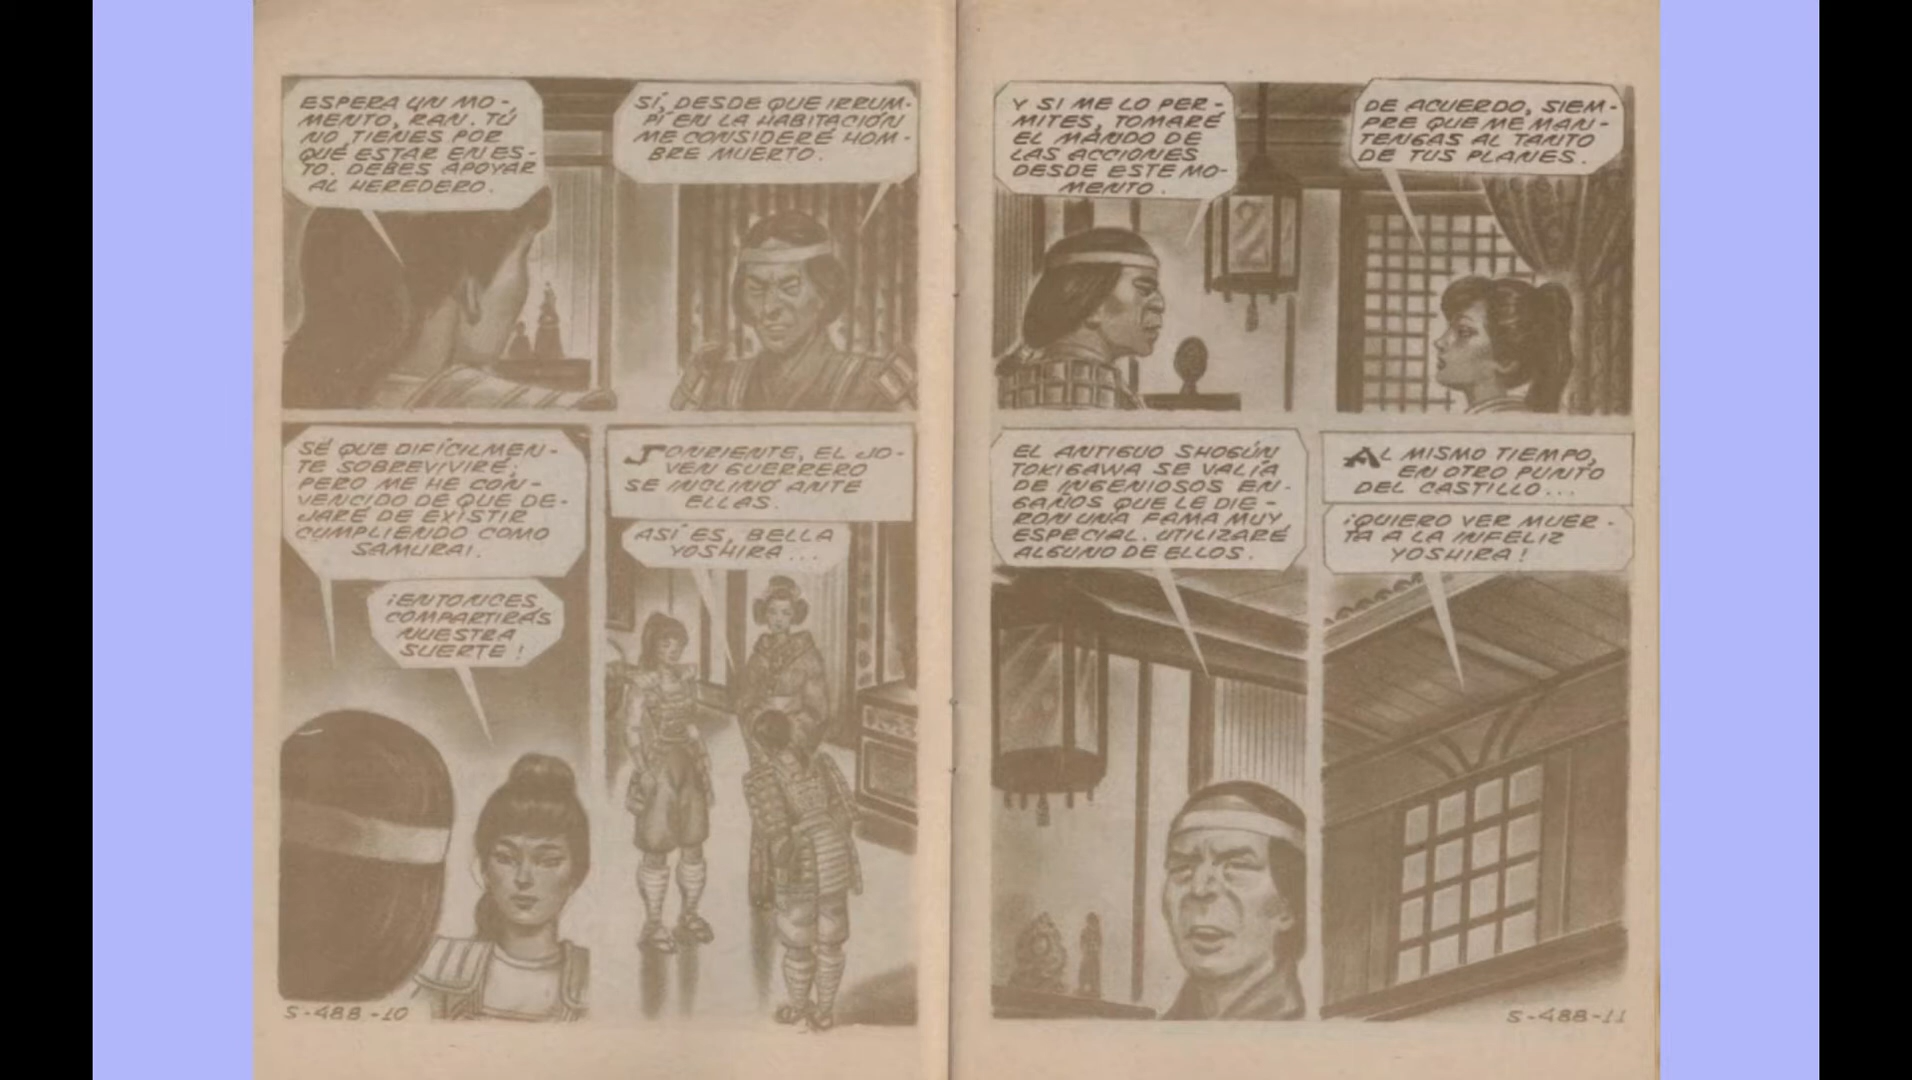 ESPERA UN MO-
MENTO, RAN. TÚ
NO TIENES POR
QUÉ ESTAR EN ES-
TO. DEBES APOYAR
AL HEREDERO.
SÍ, DESDE QUE IRRUM-
PÍ EN LA HABITACIÓN
ME CONSIDERÉ HOM-
BRE MUERTO.
SÉ QUE DIFÍCILMEN-
TE SOBREVIVIRÉ;
PERO ME HE CON-
VENCIDO DE QUE DE-
JARÉ DE EXISTIR
CUMPLIENDO COMO
SAMURAI.
¡ENTONCES
COMPARTIRÁS
NUESTRA
SUERTE!
SONRIENTE, EL JO-
VEN GUERRERO
SE INCLINÓ ANTE
ELLAS.
ASÍ ES, BELLA
YOSHIRA...
S-488-10
Y SI ME LO PER-
MITES, TOMARÉ
EL MANDO DE
LAS ACCIONES
DESDE ESTE MO-
MENTO.
DE ACUERDO, SIEM-
PRE QUE ME MAN-
TENGAS AL TANTO
DE TUS PLANES.
EL ANTIGUO SHOGÚN
TOKIGAWA SE VALÍA
DE INGENIOSOS EN-
GAÑOS QUE LE DIE-
RON UNA FAMA MUY
ESPECIAL. UTILIZARÉ
ALGUNO DE ELLOS.
AL MISMO TIEMPO,
EN OTRO PUNTO
DEL CASTILLO...
¡QUIERO VER MUER-
TA A LA INFELIZ
YOSHIRA!
S-488-11